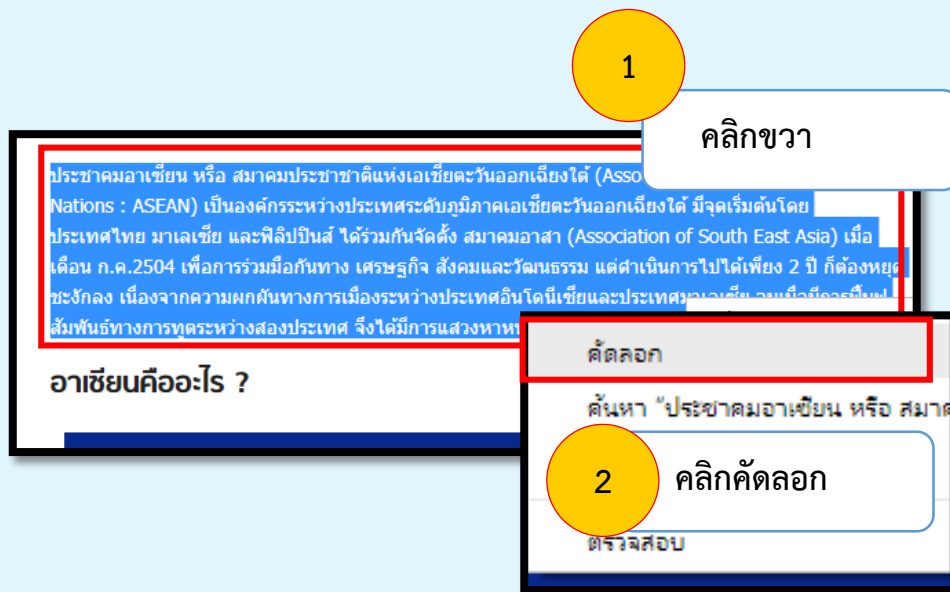 1
คลิกขวา
ประชาคมอาเซียน หรือ สมาคมประชาชาติแห่งเอเชียตะวันออกเฉียงใต้ (Asso
Nations : ASEAN) เป็นองค์กรระหว่างประเทศระดับภูมิภาคเอเชียตะวันออกเฉียงใต้ มีจุดเริ่มต้นโดย
ประเทศไทย มาเลเซีย และฟิลิปปินส์ ได้ร่วมกันจัดตั้ง สมาคมอาสา (Association of South East Asia) เมื่อ
เดือน ก.ค.2504 เพื่อการร่วมมือกันทาง เศรษฐกิจ สังคมและวัฒนธรรม แต่ดำเนินการไปได้เพียง 2 ปี ก็ต้องหยุด
ชะงักลง เนื่องจากความผกผันทางการเมืองระหว่างประเทศอินโดนีเซียและประเทศมาเลเซีย จนเมื่อมีการฟื้นฟู
สัมพันธ์ทางการทูตระหว่างสองประเทศ จึงได้มีการแสวงหาห
อาเซียนคืออะไร ?
คัดลอก
ค้นหา "ประชาคมอาเซียน หรือ สมาค
2
คลิกคัดลอก
ตรวจสอบ